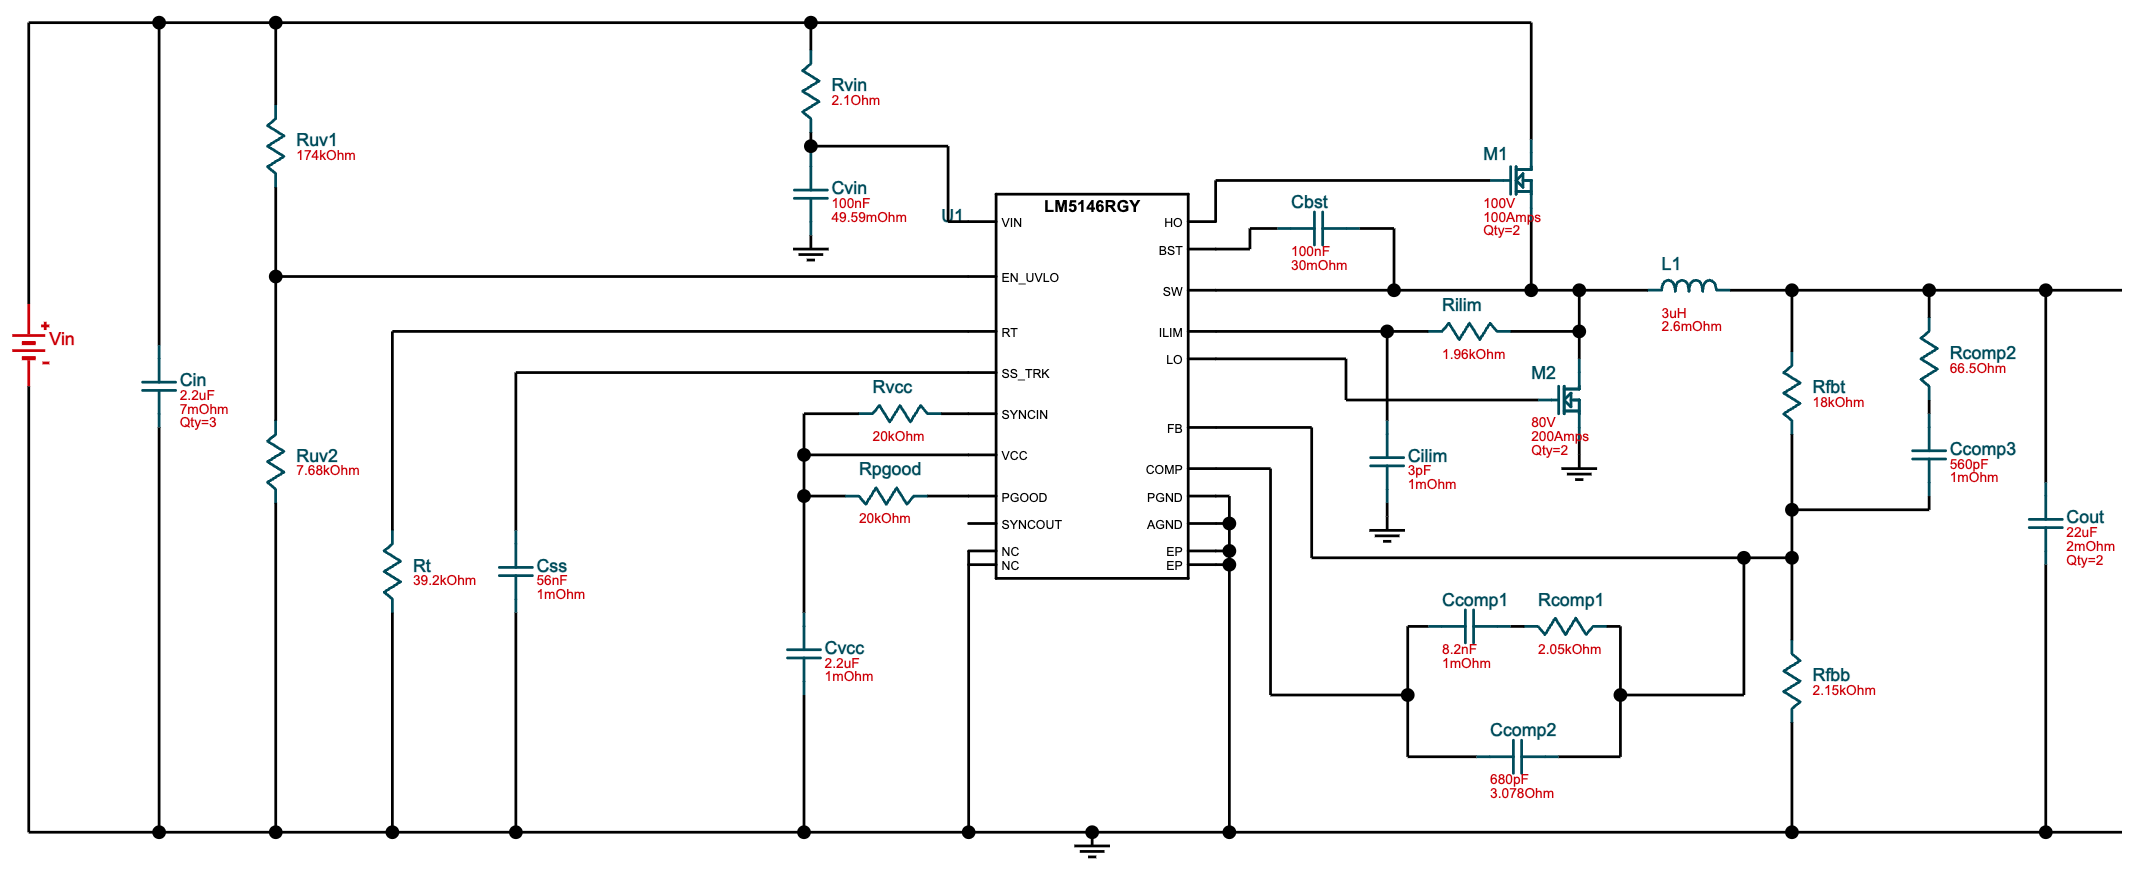 Vin
+
-
Cin
2.2uF
7mOhm
Qty=3
Ruv1
174kOhm
Ruv2
7.68kOhm
Rt
39.2kOhm
Css
56nF
1mOhm
Rvin
2.1Ohm
Cvin
100nF
49.59mOhm
Rvcc
20kOhm
Rpgood
20kOhm
Cvcc
2.2uF
1mOhm
U1
LM5146RGY
VIN
EN_UVLO
RT
SS_TRK
SYNCIN
VCC
PGOOD
SYNCOUT
NC
NC
HO
BST
SW
ILIM
LO
FB
COMP
PGND
AGND
EP
EP
Cbst
100nF
30mOhm
M1
100V
100Amps
Qty=2
Rilim
1.96kOhm
Cilim
3pF
1mOhm
M2
80V
200Amps
Qty=2
L1
3uH
2.6mOhm
Ccomp1
8.2nF
1mOhm
Rcomp1
2.05kOhm
Ccomp2
680pF
3.078Ohm
Rfbt
18kOhm
Rfbb
2.15kOhm
Rcomp2
66.5Ohm
Ccomp3
560pF
1mOhm
Cout
22uF
2mOhm
Qty=2